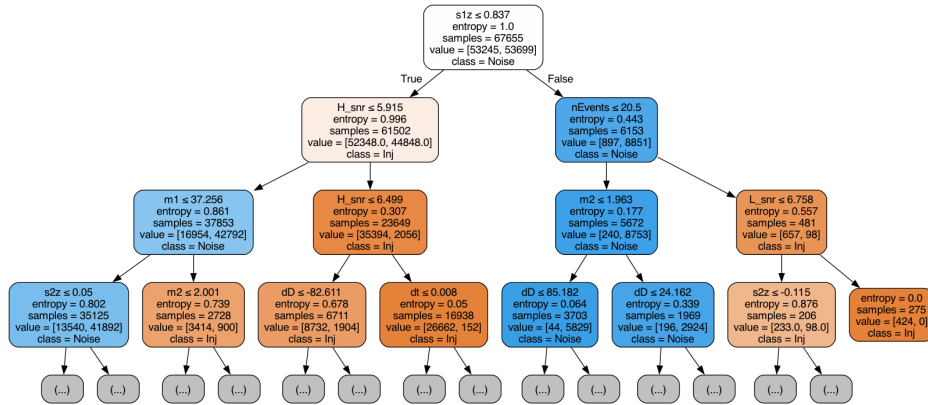 s1z ≤ 0.837
entropy = 1.0
samples = 67655
value = [53245, 53699]
class = Noise
True
False
H_snr ≤ 5.915
entropy = 0.996
samples = 61502
value = [52348.0, 44848.0]
class = Inj
nEvents ≤ 20.5
entropy = 0.443
samples = 6153
value = [897, 8851]
class = Noise
m1 ≤ 37.256
entropy = 0.861
samples = 37853
value = [16954, 42792]
class = Noise
H_snr ≤ 6.499
entropy = 0.307
samples = 23649
value = [35394, 2056]
class = Inj
m2 ≤ 1.963
entropy = 0.177
samples = 5672
value = [240, 8753]
class = Noise
L_snr ≤ 6.758
entropy = 0.557
samples = 481
value = [657, 98]
class = Inj
s2z ≤ 0.05
entropy = 0.802
samples = 35125
value = [13540, 41892]
class = Noise
m2 ≤ 2.001
entropy = 0.739
samples = 2728
value = [3414, 900]
class = Inj
dD ≤ -82.611
entropy = 0.678
samples = 6711
value = [8732, 1904]
class = Inj
dt ≤ 0.008
entropy = 0.05
samples = 16938
value = [26662, 152]
class = Inj
dD ≤ 85.182
entropy = 0.064
samples = 3703
value = [44, 5829]
class = Noise
dD ≤ 24.162
entropy = 0.339
samples = 1969
value = [196, 2924]
class = Noise
s2z ≤ -0.115
entropy = 0.876
samples = 206
value = [233.0, 98.0]
class = Inj
entropy = 0.0
samples = 275
value = [424, 0]
class = Inj
(...)
(...)
(...)
(...)
(...)
(...)
(...)
(...)
(...)
(...)
(...)
(...)
(...)
(...)